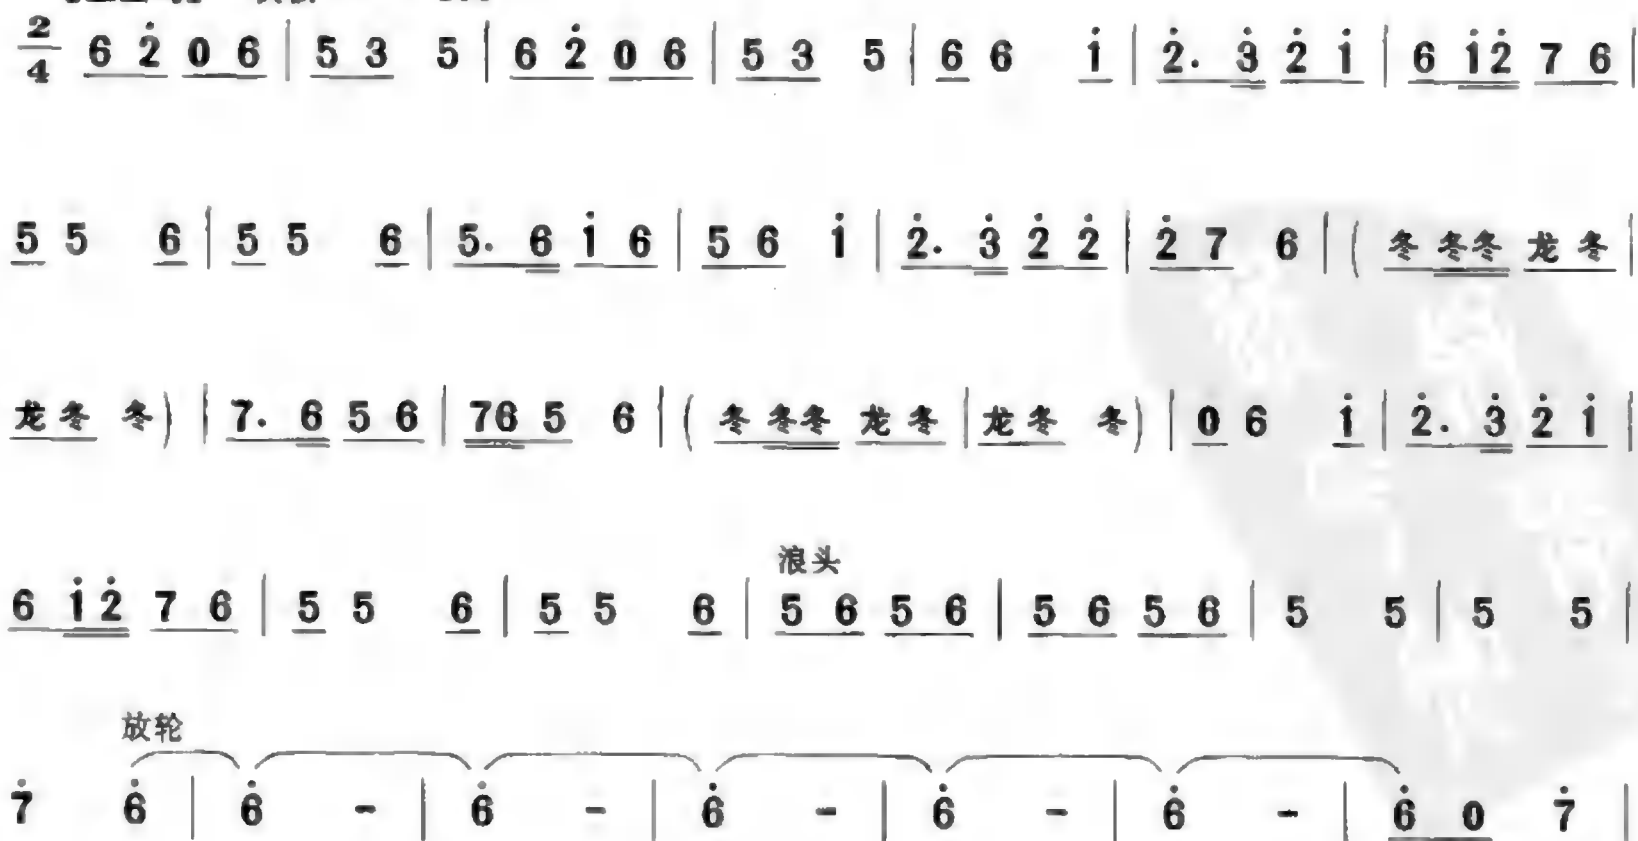 2/4 6 2̇ 0 6 | 5 3 5 | 6 2̇ 0 6 | 5 3 5 | 6 6 1̇ | 2̇. 3̇ 2̇ 1̇ | 6 1̇2̇ 7 6 |
5 5 6 | 5 5 6 | 5. 6 1̇ 6 | 5 6 1̇ | 2̇. 3̇ 2̇ 2̇ | 2̇ 7 6 | ( 冬 冬冬 龙 冬 |
龙 冬 冬) | 7. 6 5 6 | 76 5 6 | ( 冬 冬冬 龙 冬 | 龙 冬 冬) | 0 6 1̇ | 2̇. 3̇ 2̇ 1̇ |
浪头
6 1̇2̇ 7 6 | 5 5 6 | 5 5 6 | 5 6 5 6 | 5 6 5 6 | 5 5 | 5 5 |
放轮
7̇ 6̇ | 6̇ - | 6̇ - | 6̇ - | 6̇ - | 6̇ - | 6̇ 0 7̇ |